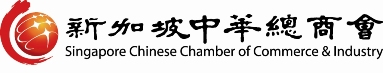 新加坡中華總商會
Singapore Chinese Chamber of Commerce & Industry